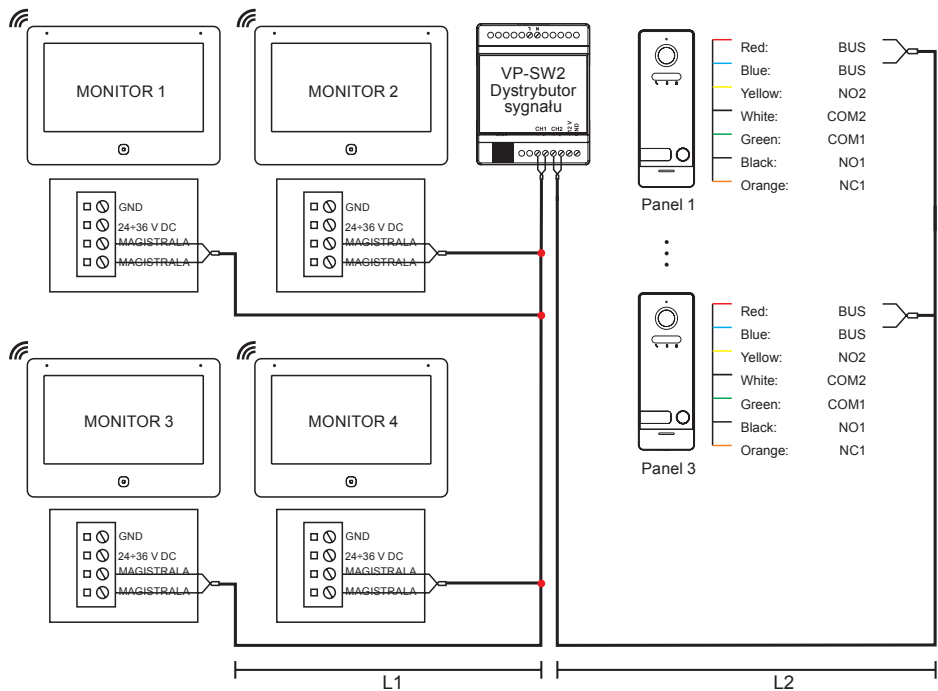 MONITOR 1
MONITOR 2
L N
VP-SW2
Dystrybutor
sygnału
CH1 CH2 12 V GND
GND
24÷36 V DC
MAGISTRALA
MAGISTRALA
GND
24÷36 V DC
MAGISTRALA
MAGISTRALA
Red: BUS
Blue: BUS
Yellow: NO2
White: COM2
Green: COM1
Black: NO1
Orange: NC1
Panel 1
MONITOR 3
MONITOR 4
GND
24÷36 V DC
MAGISTRALA
MAGISTRALA
GND
24÷36 V DC
MAGISTRALA
MAGISTRALA
Red: BUS
Blue: BUS
Yellow: NO2
White: COM2
Green: COM1
Black: NO1
Orange: NC1
Panel 3
L1
L2